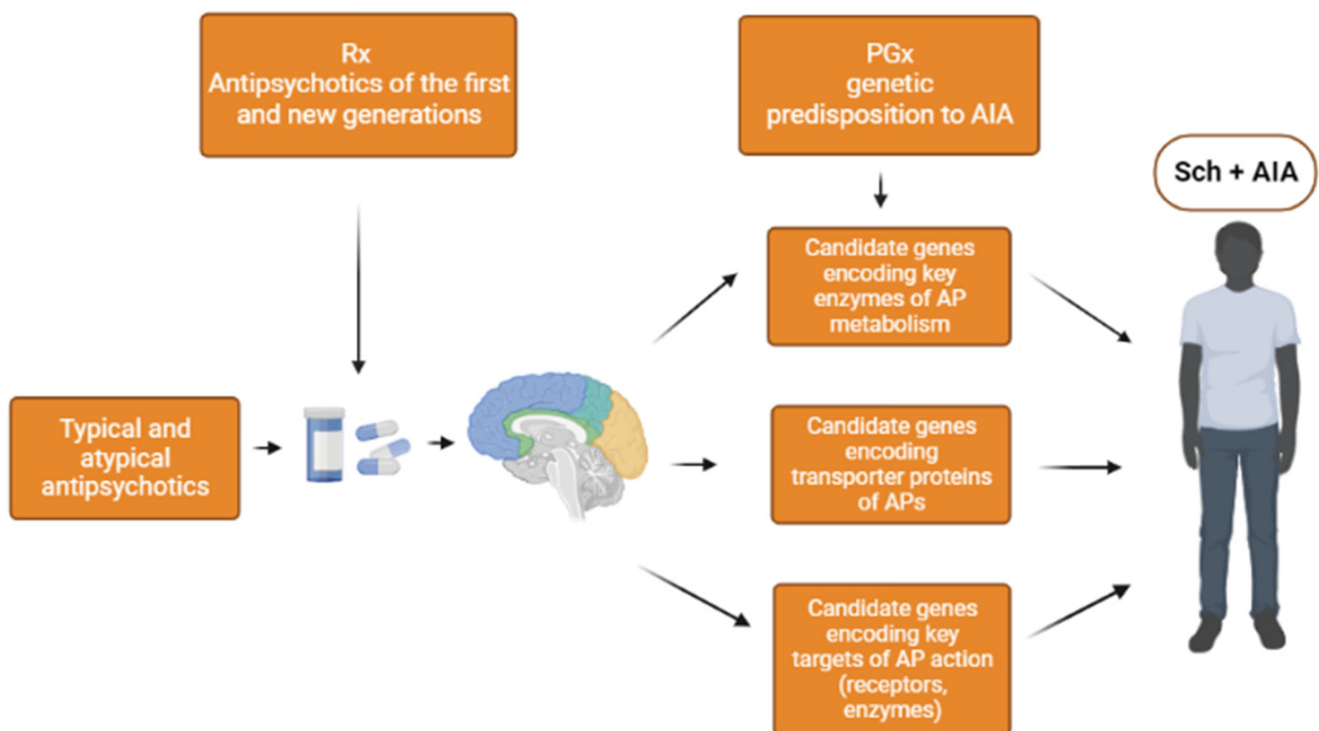 Rx
Antipsychotics of the first
and new generations
PGx
genetic
predisposition to AIA
Sch + AIA
Candidate genes
encoding key
enzymes of AP
metabolism
Typical and
atypical
antipsychotics
Candidate genes
encoding
transporter proteins
of APs
Candidate genes
encoding key
targets of AP action
(receptors,
enzymes)